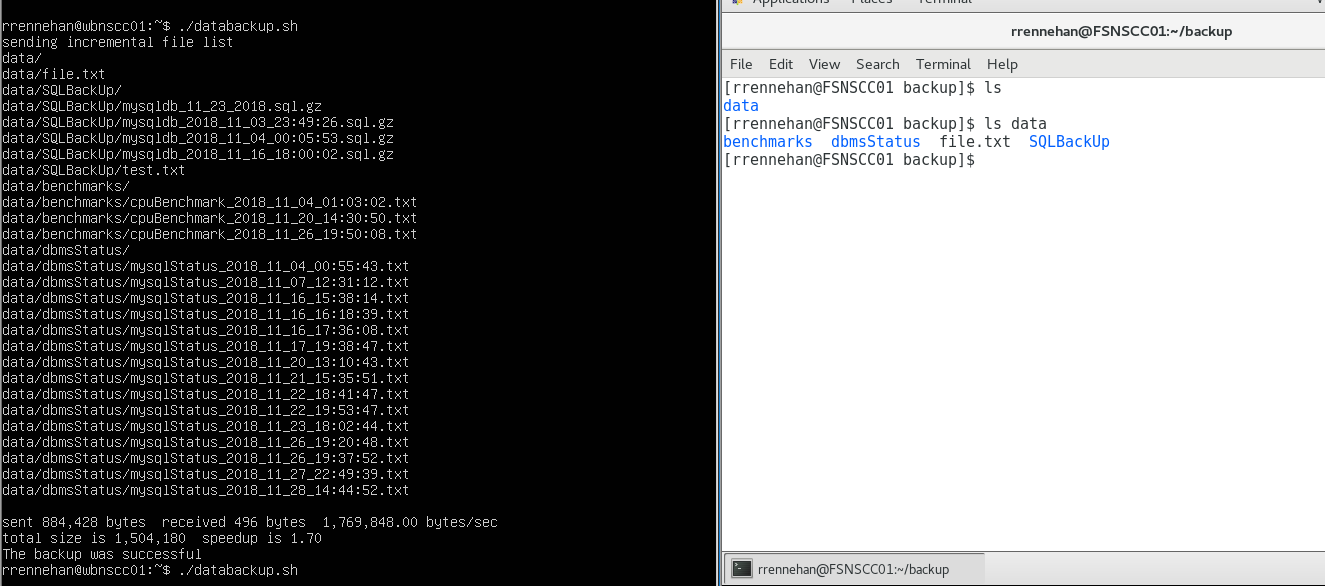 rrennehan@wbnscc01:~$ ./databackup.sh
sending incremental file list
data/
data/file.txt
data/SQLBackUp/
data/SQLBackUp/mysqldb_11_23_2018.sql.gz
data/SQLBackUp/mysqldb_2018_11_03_23:49:26.sql.gz
data/SQLBackUp/mysqldb_2018_11_04_00:05:53.sql.gz
data/SQLBackUp/mysqldb_2018_11_16_18:00:02.sql.gz
data/SQLBackUp/test.txt
data/benchmarks/
data/benchmarks/cpuBenchmark_2018_11_04_01:03:02.txt
data/benchmarks/cpuBenchmark_2018_11_20_14:30:50.txt
data/benchmarks/cpuBenchmark_2018_11_26_19:50:08.txt
data/dbmsStatus/
data/dbmsStatus/mysqlStatus_2018_11_04_00:55:43.txt
data/dbmsStatus/mysqlStatus_2018_11_07_12:31:12.txt
data/dbmsStatus/mysqlStatus_2018_11_16_15:38:14.txt
data/dbmsStatus/mysqlStatus_2018_11_16_16:18:39.txt
data/dbmsStatus/mysqlStatus_2018_11_16_17:36:08.txt
data/dbmsStatus/mysqlStatus_2018_11_17_19:38:47.txt
data/dbmsStatus/mysqlStatus_2018_11_20_13:10:43.txt
data/dbmsStatus/mysqlStatus_2018_11_21_15:35:51.txt
data/dbmsStatus/mysqlStatus_2018_11_22_18:41:47.txt
data/dbmsStatus/mysqlStatus_2018_11_22_19:53:47.txt
data/dbmsStatus/mysqlStatus_2018_11_23_18:02:44.txt
data/dbmsStatus/mysqlStatus_2018_11_26_19:20:48.txt
data/dbmsStatus/mysqlStatus_2018_11_26_19:37:52.txt
data/dbmsStatus/mysqlStatus_2018_11_27_22:49:39.txt
data/dbmsStatus/mysqlStatus_2018_11_28_14:44:52.txt
sent 884,428 bytes  received 496 bytes  1,769,848.00 bytes/sec
total size is 1,504,180  speedup is 1.70
The backup was successful
rrennehan@wbnscc01:~$ ./databackup.sh
Applications Places Terminal
rrennehan@FSNSCC01:~/backup
File Edit View Search Terminal Help
[rrennehan@FSNSCC01 backup]$ ls
data
[rrennehan@FSNSCC01 backup]$ ls data
benchmarks  dbmsStatus  file.txt  SQLBackUp
[rrennehan@FSNSCC01 backup]$
rrennehan@FSNSCC01:~/backup